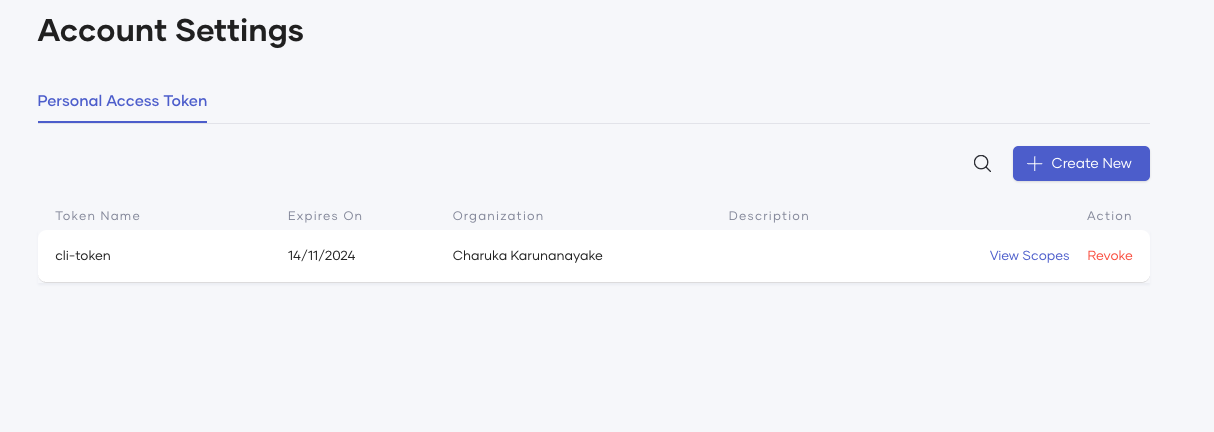 Account Settings
Personal Access Token
Create New
Token Name Expires On Organization Description Action
cli-token 14/11/2024 Charuka Karunanayake View Scopes Revoke